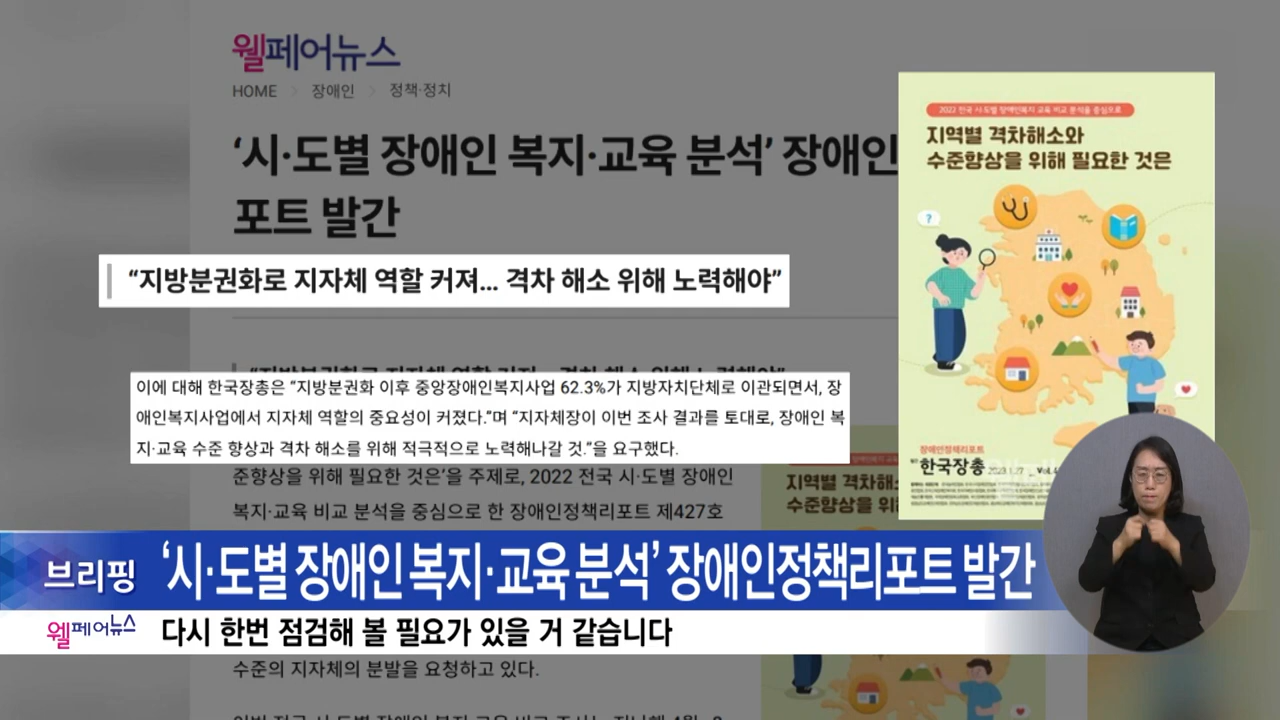 웰페어뉴스
HOME > 장애인 > 정책·정치
‘시·도별 장애인 복지·교육 분석’ 장애인
포트 발간
“지방분권화로 지자체 역할 커져... 격차 해소 위해 노력해야”
이에 대해 한국장총은 “지방분권화 이후 중앙장애인복지사업 62.3%가 지방자치단체로 이관되면서, 장
애인복지사업에서 지자체 역할의 중요성이 커졌다.”며 “지자체장이 이번 조사 결과를 토대로, 장애인 복
지·교육 수준 향상과 격차 해소를 위해 적극적으로 노력해나갈 것.”을 요구했다.
준향상을 위해 필요한 것은’을 주제로, 2022 전국 시·도별 장애인
복지·교육 비교 분석을 중심으로 한 장애인정책리포트 제427호
2022 전국 시·도별 장애인복지 교육 비교 분석을 중심으로
지역별 격차해소와
수준향상을 위해 필요한 것은
?
장애인정책리포트
한국장총
지역별 격차해소
수준향상을 위
브리핑
‘시·도별 장애인 복지·교육 분석’ 장애인정책리포트 발간
웰페어뉴스
다시 한번 점검해 볼 필요가 있을 거 같습니다
수준의 지자체의 분발을 요청하고 있다.